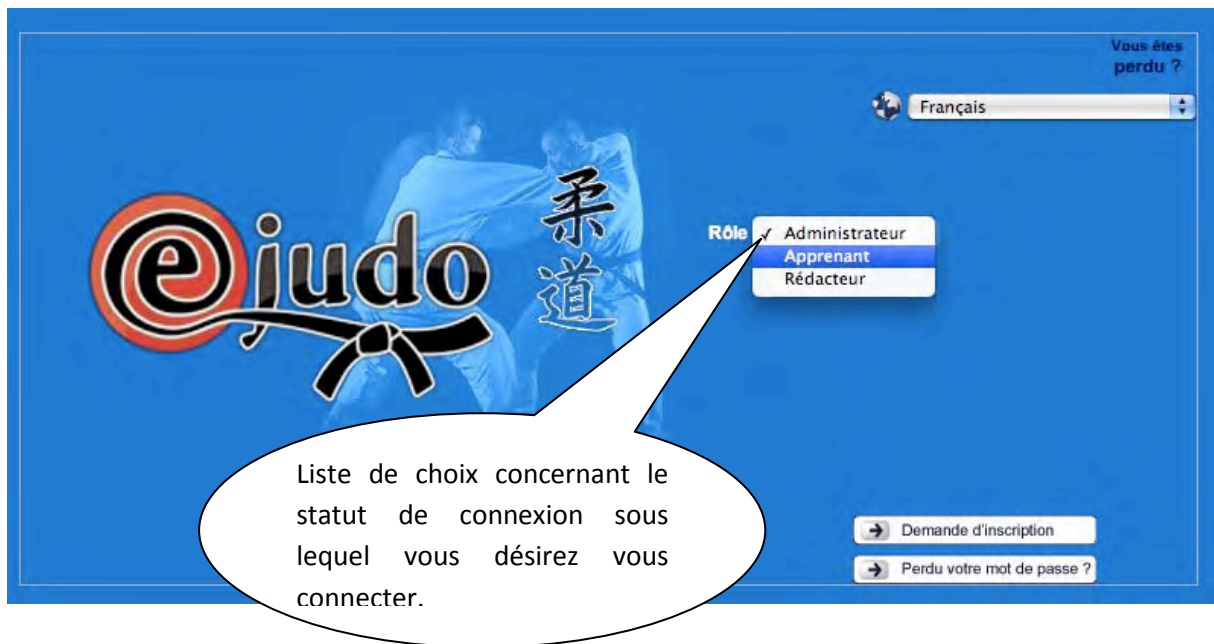 Vous êtes
perdu ?
Français
柔道
ejudo
Rôle ✓ Administrateur
Apprenant
Rédacteur
Liste de choix concernant le
statut de connexion sous
lequel vous désirez vous
connecter.
Demande d'inscription
Perdu votre mot de passe ?